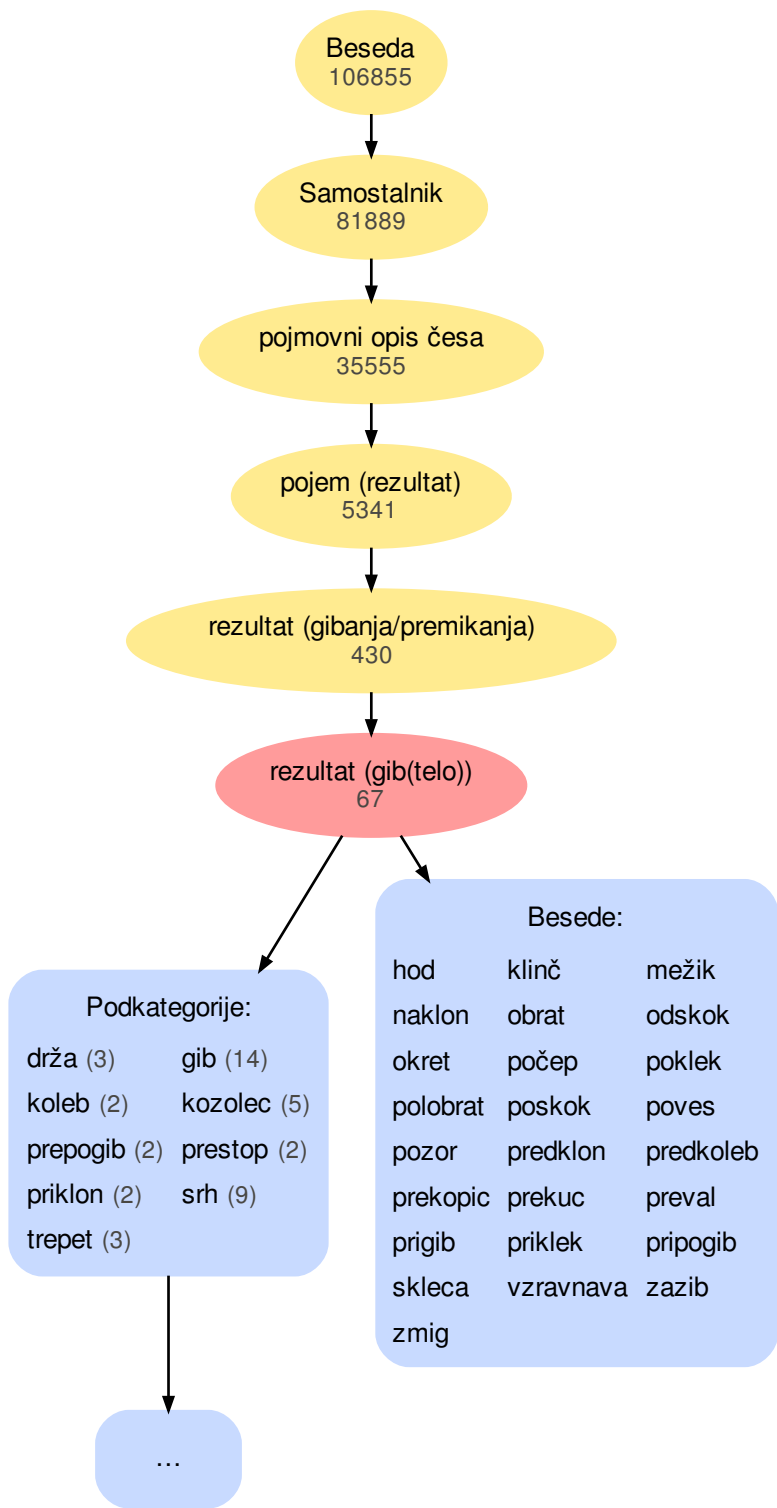 Beseda
106855
Samostalnik
81889
pojmovni opis česa
35555
pojem (rezultat)
5341
rezultat (gibanja/premikanja)
430
rezultat (gib(telo))
67
Podkategorije:
drža (3) gib (14)
koleb (2) kozolec (5)
prepogib (2) prestop (2)
priklon (2) srh (9)
trepet (3)
Besede:
hod klinč mežik
naklon obrat odskok
okret počep poklek
polobrat poskok poves
pozor predklon predkoleb
prekopic prekuc preval
prigib priklek pripogib
skleca vzravnava zazib
zmig
...